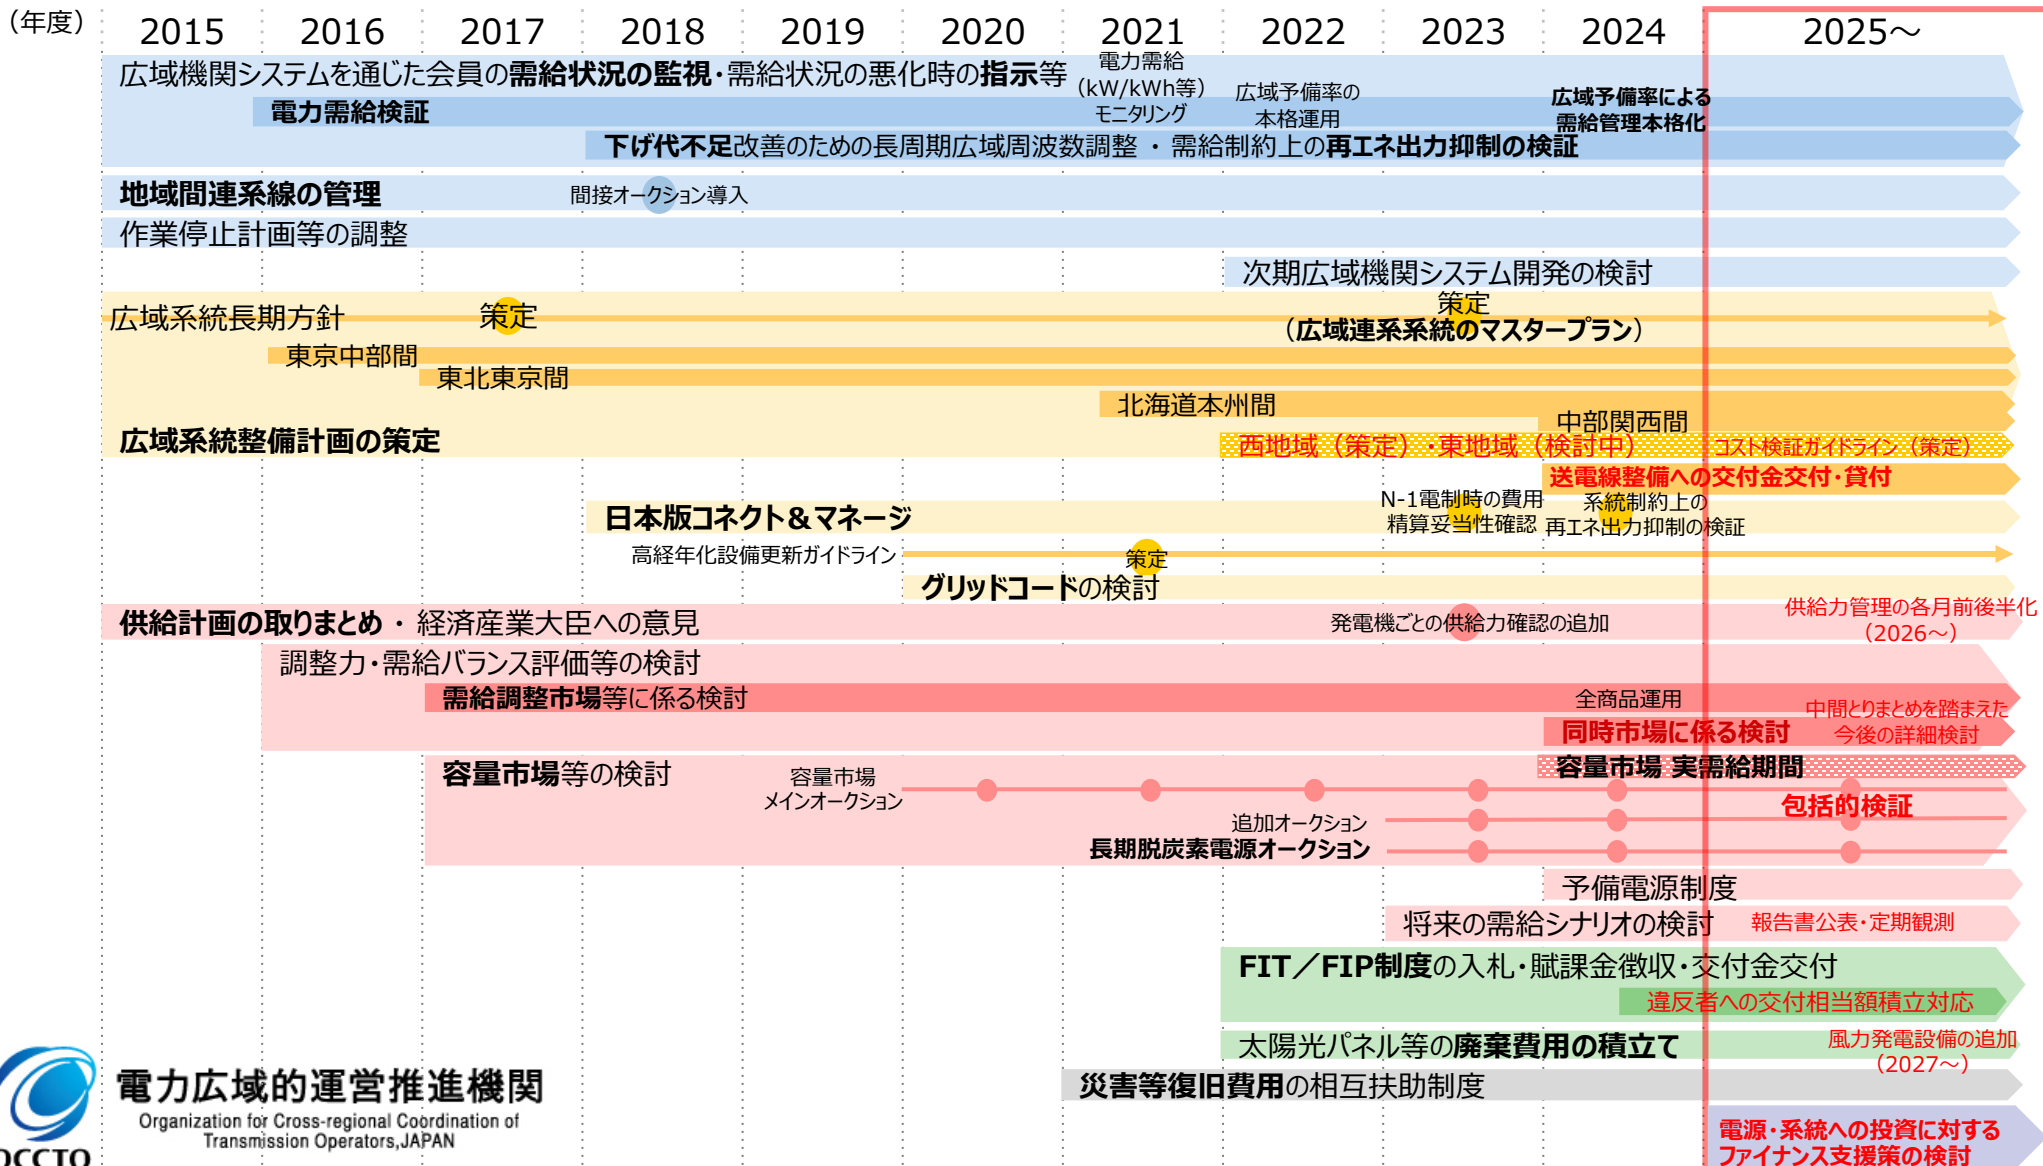 （年度）
2015 2016 2017 2018 2019 2020 2021 2022 2023 2024 2025～
広域機関システムを通じた会員の需給状況の監視・需給状況の悪化時の指示等
電力需給
（kW/kWh等）
モニタリング
広域予備率の
本格運用
広域予備率による
需給管理本格化
電力需給検証
下げ代不足改善のための長周期広域周波数調整 ・ 需給制約上の再エネ出力抑制の検証
地域間連系線の管理
間接オークション導入
作業停止計画等の調整
次期広域機関システム開発の検討
広域系統長期方針
策定
策定
（広域連系系統のマスタープラン）
東京中部間
東北東京間
北海道本州間
中部関西間
広域系統整備計画の策定
西地域（策定）・東地域（検討中）
コスト検証ガイドライン（策定）
送電線整備への交付金交付・貸付
日本版コネクト＆マネージ
N-1電制時の費用
精算妥当性確認
系統制約上の
再エネ出力抑制の検証
高経年化設備更新ガイドライン
策定
グリッドコードの検討
供給計画の取りまとめ ・ 経済産業大臣への意見
発電機ごとの供給力確認の追加
供給力管理の各月前後半化
（2026～）
調整力・需給バランス評価等の検討
需給調整市場等に係る検討
全商品運用
同時市場に係る検討
中間とりまとめを踏まえた
今後の詳細検討
容量市場等の検討
容量市場
メインオークション
容量市場 実需給期間
包括的検証
追加オークション
長期脱炭素電源オークション
予備電源制度
将来の需給シナリオの検討
報告書公表・定期観測
FIT／FIP制度の入札・賦課金徴収・交付金交付
違反者への交付相当額積立対応
太陽光パネル等の廃棄費用の積立て
風力発電設備の追加
（2027～）
災害等復旧費用の相互扶助制度
電源・系統への投資に対する
ファイナンス支援策の検討
電力広域的運営推進機関
Organization for Cross-regional Coordination of
Transmission Operators,JAPAN
OCCTO